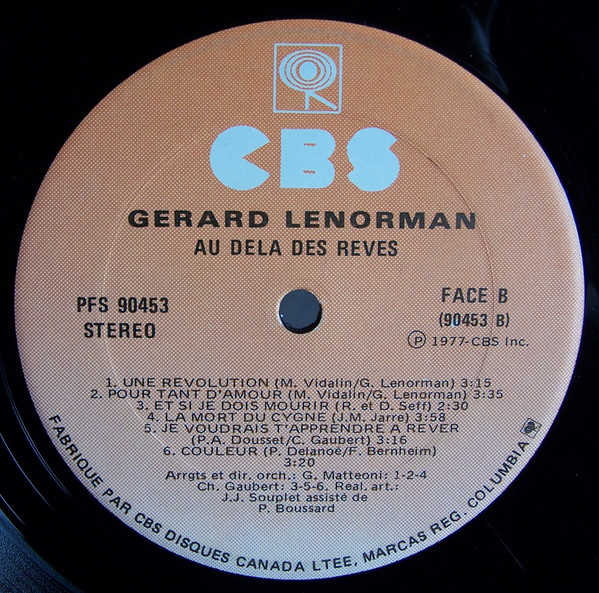 CBS
GERARD LENORMAN
AU DELA DES REVES
PFS 90453
STEREO
FACE B
(90453 B)
Ⓟ 1977-CBS Inc.
1. UNE REVOLUTION (M. Vidalin/G. Lenorman) 3:15
2. POUR TANT D'AMOUR (M. Vidalin/G. Lenorman) 3:35
3. ET SI JE DOIS MOURIR (R. et D. Seff) 2:30
4. LA MORT DU CYGNE (J.M. Jarre) 3:58
5. JE VOUDRAIS T'APPRENDRE A REVER
(P.A. Dousset/C. Gaubert) 3:16
6. COULEUR (P. Delanoé/F. Bernheim)
3:20
Arrgts et dir. orch.: G. Matteoni: 1-2-4
Ch. Gaubert: 3-5-6. Real. art.:
J.J. Souplet assisté de
P. Boussard
FABRIQUE PAR CBS DISQUES CANADA LTEE, MARCAS REG. COLUMBIA